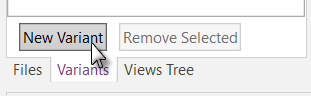 New Variant Remove Selected
Files Variants Views Tree